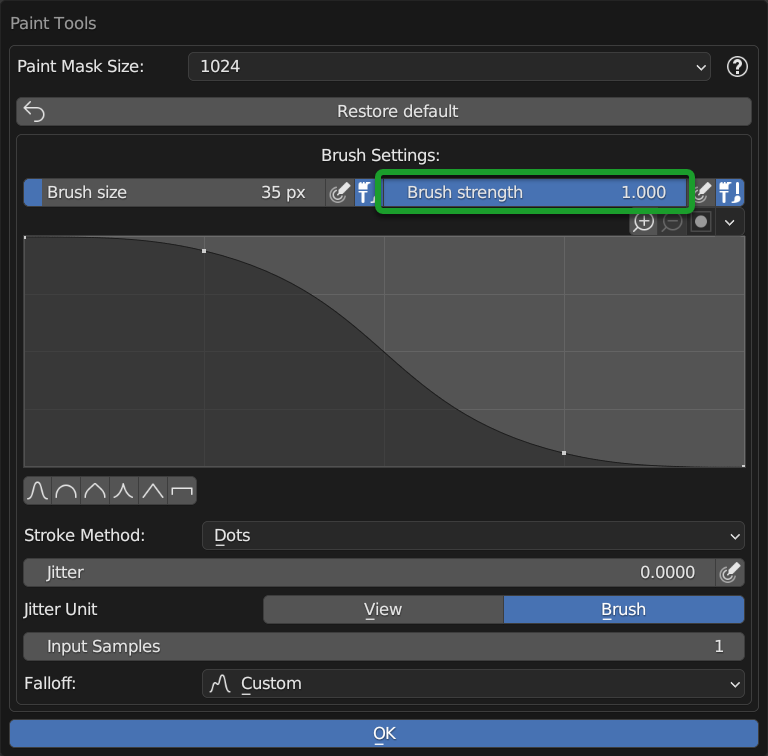 Paint Tools
Paint Mask Size: 1024
Restore default
Brush Settings:
Brush size 35 px Brush strength 1.000
Stroke Method: Dots
Jitter 0.0000
Jitter Unit View Brush
Input Samples 1
Falloff: Custom
OK